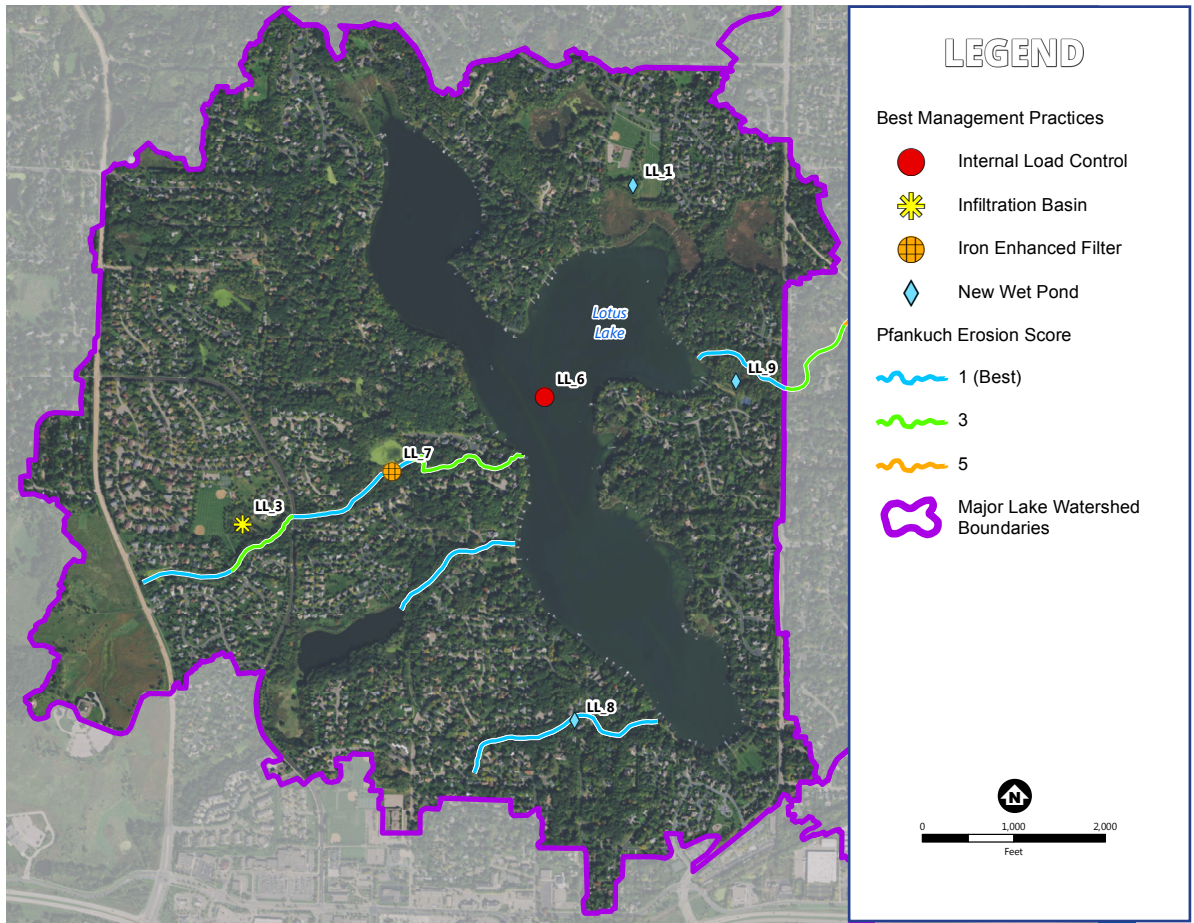 LL_1
Lotus
Lake
LL_9
LL_6
LL_7
LL_3
LL_8
LEGEND
Best Management Practices
Internal Load Control
Infiltration Basin
Iron Enhanced Filter
New Wet Pond
Pfankuch Erosion Score
1 (Best)
3
5
Major Lake Watershed
Boundaries
N
0 1,000 2,000
Feet